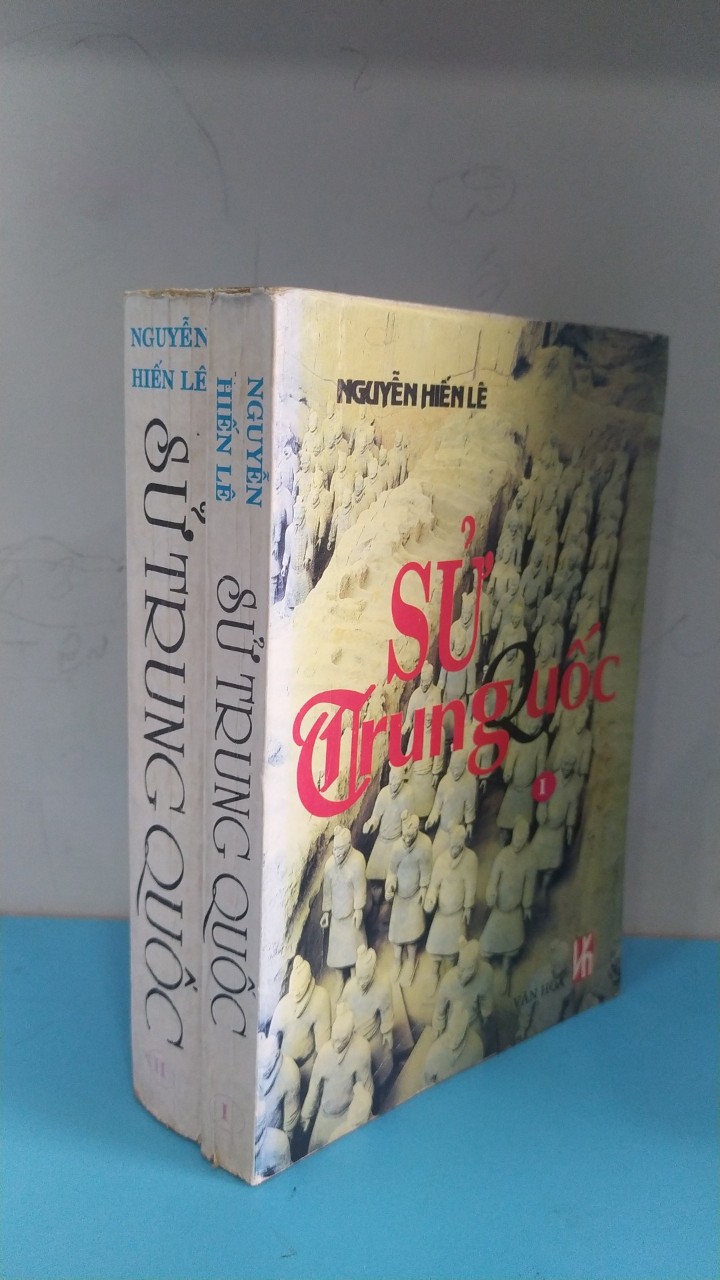 NGUYỄN
HIẾN LÊ
SỬ TRUNG QUỐC
II
NGUYỄN
HIẾN LÊ
SỬ TRUNG QUỐC
I
NGUYỄN HIẾN LÊ
SỬ
Trung Quốc
I
VĂN HÓA